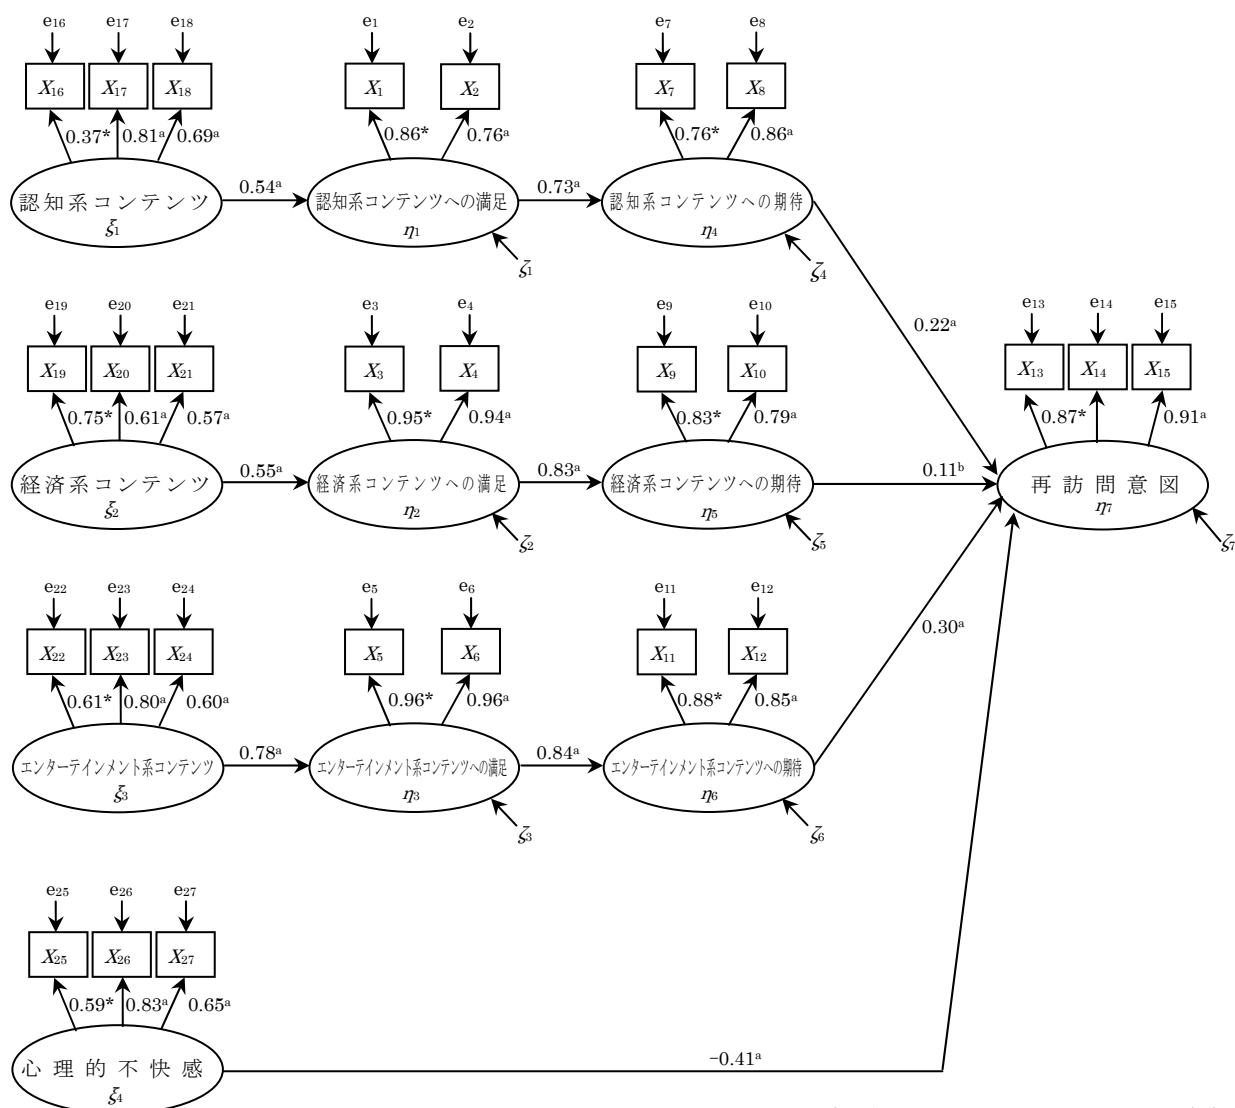 e16 e17 e18 e1 e2 e7 e8
X16 X17 X18 X1 X2 X7 X8
0.37* 0.81a 0.69a 0.86* 0.76a 0.76* 0.86a
認知系コンテンツ 0.54a 認知系コンテンツへの満足 0.73a 認知系コンテンツへの期待
ξ1 η1 η4
ζ1 ζ4
e19 e20 e21 e3 e4 e9 e10 e13 e14 e15
0.22a
X19 X20 X21 X3 X4 X9 X10 X13 X14 X15
0.75* 0.61a 0.57a 0.95* 0.94a 0.83* 0.79a 0.87* 0.91a
経済系コンテンツ 0.55a 経済系コンテンツへの満足 0.83a 経済系コンテンツへの期待 0.11b 再訪問意図
ξ2 η2 η5 η7
ζ2 ζ5 ζ7
e22 e23 e24 e5 e6 e11 e12
0.30a
X22 X23 X24 X5 X6 X11 X12
0.61* 0.80a 0.60a 0.96* 0.96a 0.88* 0.85a
エンターテインメント系コンテンツ 0.78a エンターテインメント系コンテンツへの満足 0.84a エンターテインメント系コンテンツへの期待
ξ3 η3 η6
ζ3 ζ6
e25 e26 e27
X25 X26 X27
0.59* 0.83a 0.65a
心理的不快感 −0.41a
ξ4